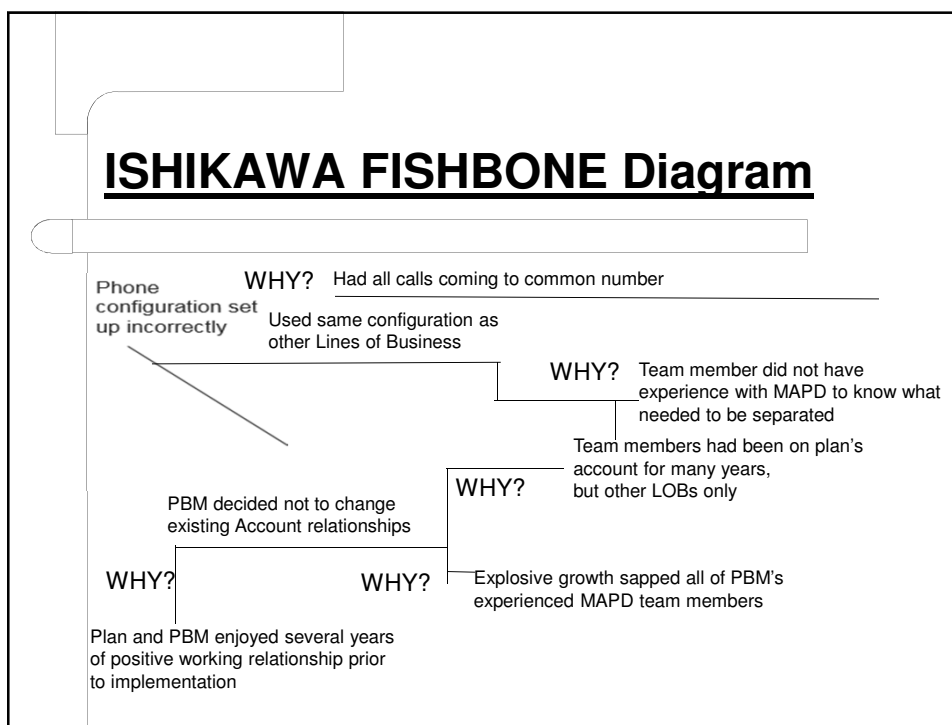 ISHIKAWA FISHBONE Diagram
Phone
configuration set
up incorrectly
WHY? Had all calls coming to common number
Used same configuration as
other Lines of Business
WHY? Team member did not have
experience with MAPD to know what
needed to be separated
Team members had been on plan's
account for many years,
but other LOBs only
WHY?
PBM decided not to change
existing Account relationships
WHY?
WHY? Explosive growth sapped all of PBM's
experienced MAPD team members
Plan and PBM enjoyed several years
of positive working relationship prior
to implementation